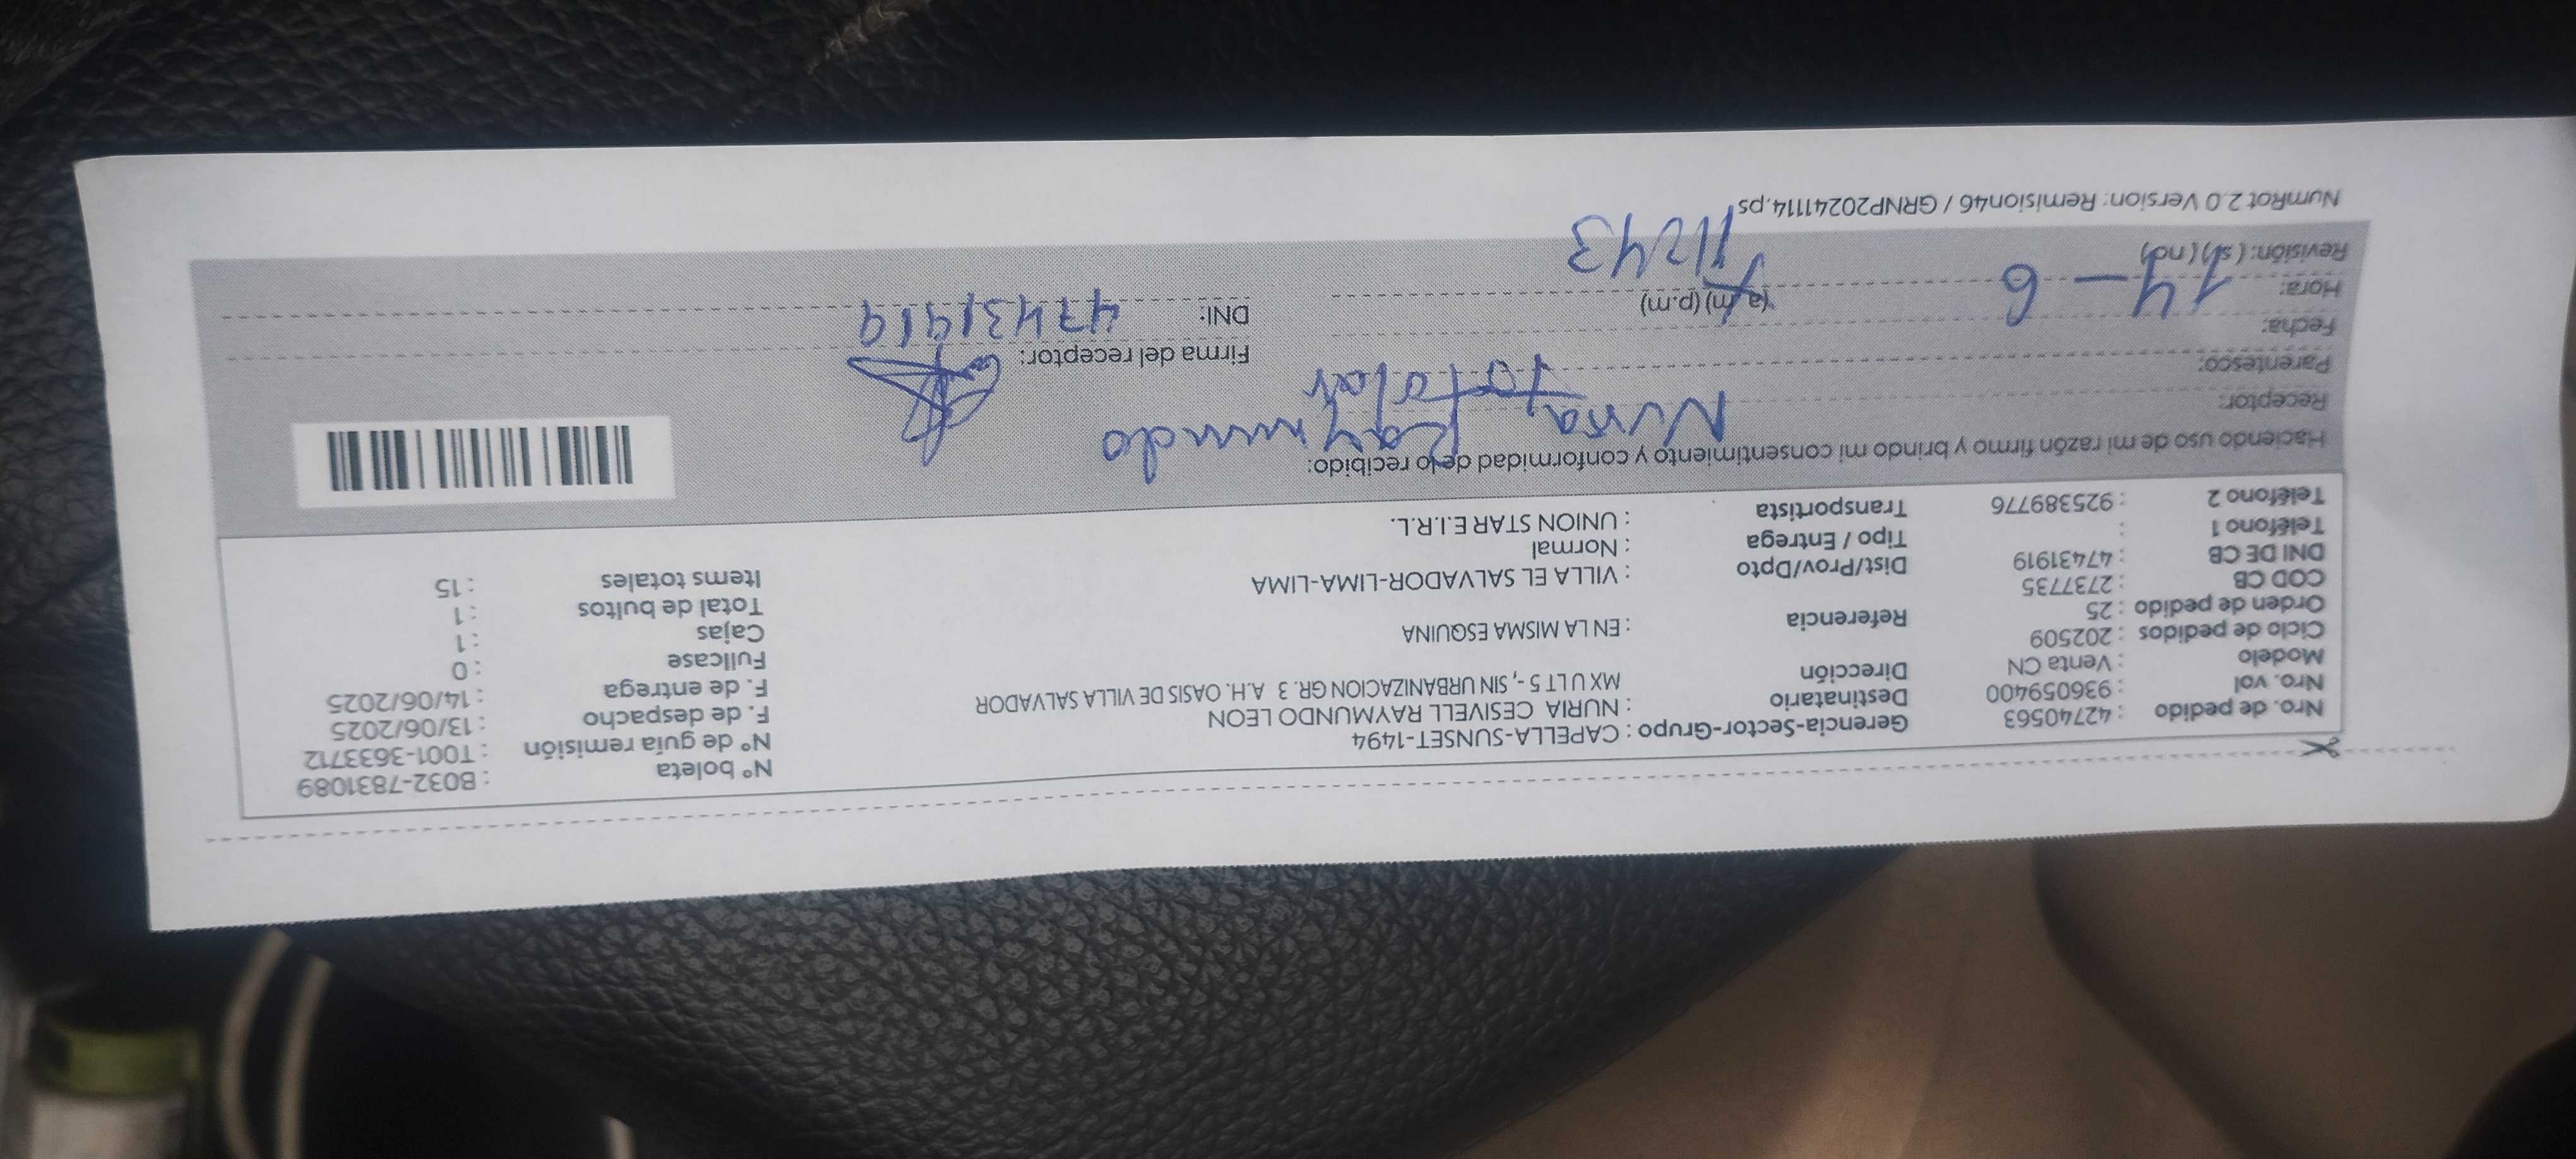 Nro. de pedido : 42740563 Gerencia-Sector-Grupo : CAPELLA-SUNSET-1494 N° boleta : B032-7831089
Nro. vol : 936059400 Destinatario : NURIA CESIVELL RAYMUNDO LEON N° de guía remisión : T001-3633712
Modelo : Venta CN Dirección MX U LT 5 -, SIN URBANIZACION GR. 3 A.H. OASIS DE VILLA SALVADOR F. de despacho : 13/06/2025
Ciclo de pedidos : 202509 F. de entrega : 14/06/2025
Orden de pedido : 25 Referencia : EN LA MISMA ESQUINA Fullcase : 0
COD CB : 2737735 Cajas : 1
DNI DE CB : 47431919 Dist/Prov/Dpto : VILLA EL SALVADOR-LIMA-LIMA Total de bultos : 1
Teléfono 1 : Tipo / Entrega : Normal Items totales : 15
Teléfono 2 : 925389776 Transportista : UNION STAR E.I.R.L.
Haciendo uso de mi razón firmo y brindo mi consentimiento y conformidad de lo recibido:
Receptor: Nuria Raymundo
Parentesco:
Firma del receptor:
Fecha: 14-6
DNI: 47431919
Hora: (a.m) (p.m)
Revisión: ( si) ( no)
NumRot 2.0 Version: Remision46 / GRNP20241114.ps